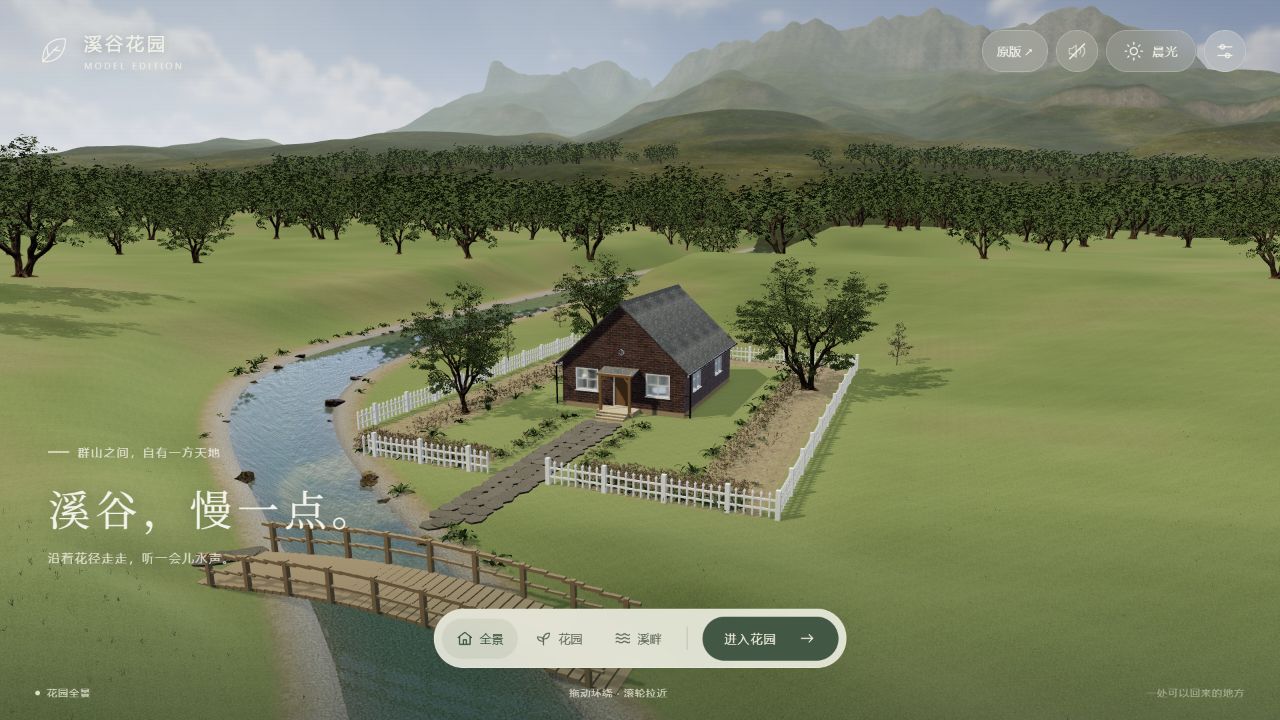 溪谷花园
MODEL EDITION
原版↗
晨光
群山之间，自有一方天地
溪谷，慢一点。
沿着花径走走，听一会儿水声。
全景
花园
溪畔
进入花园 →
花园全景
拖动环绕 · 滚轮拉近
一处可以回来的地方